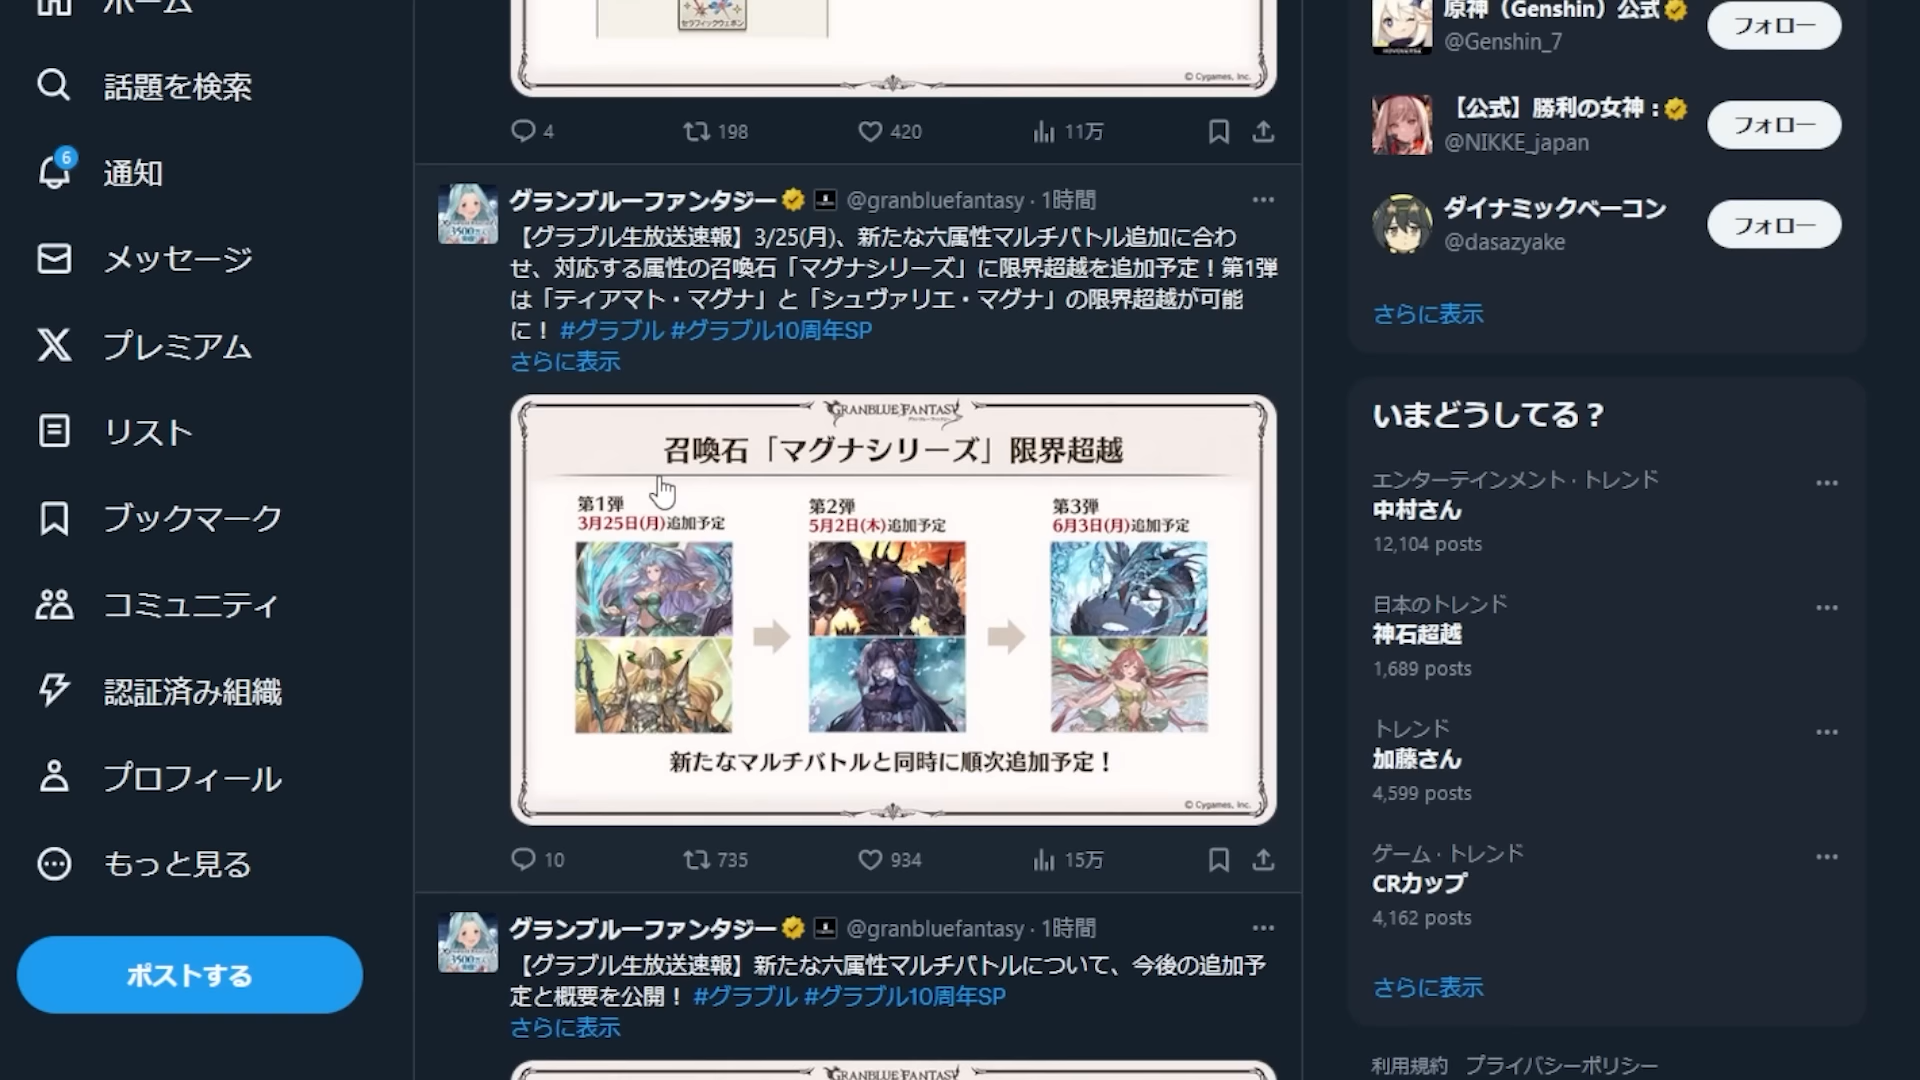 ホーム
話題を検索
6
通知
メッセージ
プレミアム
リスト
ブックマーク
コミュニティ
認証済み組織
プロフィール
もっと見る
ポストする
セラフィックウェポン
© Cygames, Inc.
4 198 420 11万
グランブルーファンタジー @granbluefantasy · 1時間
【グラブル生放送速報】3/25(月)、新たな六属性マルチバトル追加に合わ
せ、対応する属性の召喚石「マグナシリーズ」に限界超越を追加予定！第1弾
は「ティアマト・マグナ」と「シュヴァリエ・マグナ」の限界超越が可能
に！ #グラブル #グラブル10周年SP
さらに表示
GRANBLUE FANTASY
召喚石「マグナシリーズ」限界超越
第1弾
3月25日(月)追加予定
第2弾
5月2日(木)追加予定
第3弾
6月3日(月)追加予定
新たなマルチバトルと同時に順次追加予定！
© Cygames, Inc.
10 735 934 15万
グランブルーファンタジー @granbluefantasy · 1時間
【グラブル生放送速報】新たな六属性マルチバトルについて、今後の追加予
定と概要を公開！ #グラブル #グラブル10周年SP
さらに表示
GRANBLUE FANTASY
原神（Genshin）公式
@Genshin_7
フォロー
【公式】勝利の女神：
@NIKKE_japan
フォロー
ダイナミックベーコン
@dasazyake
フォロー
さらに表示
いまどうしてる？
エンターテインメント · トレンド
中村さん
12,104 posts
日本のトレンド
神石超越
1,689 posts
トレンド
加藤さん
4,599 posts
ゲーム · トレンド
CRカップ
4,162 posts
さらに表示
利用規約 プライバシーポリシー